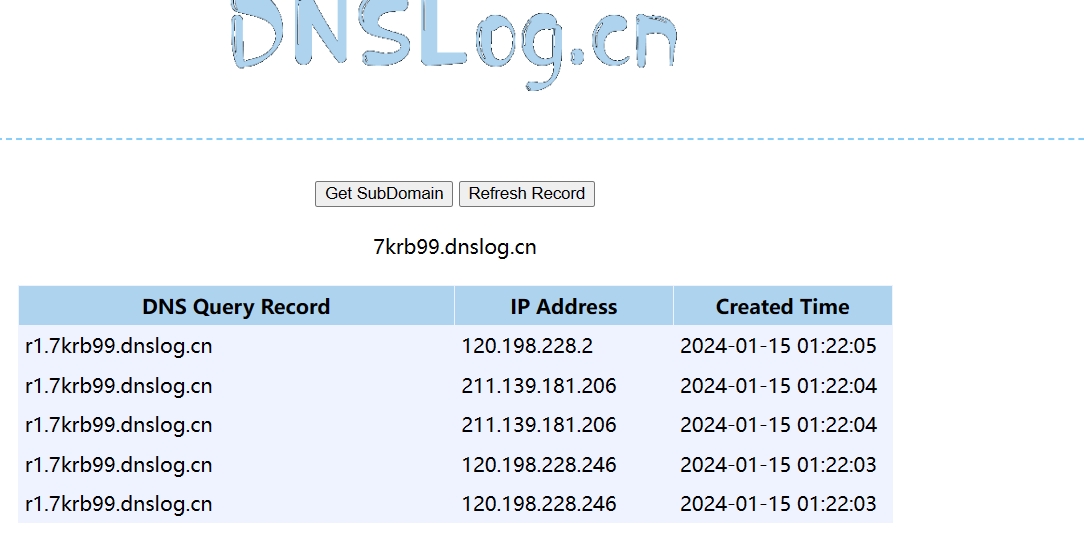 DNSLog.cn
Get SubDomain Refresh Record
7krb99.dnslog.cn
DNS Query Record IP Address Created Time
r1.7krb99.dnslog.cn 120.198.228.2 2024-01-15 01:22:05
r1.7krb99.dnslog.cn 211.139.181.206 2024-01-15 01:22:04
r1.7krb99.dnslog.cn 211.139.181.206 2024-01-15 01:22:04
r1.7krb99.dnslog.cn 120.198.228.246 2024-01-15 01:22:03
r1.7krb99.dnslog.cn 120.198.228.246 2024-01-15 01:22:03